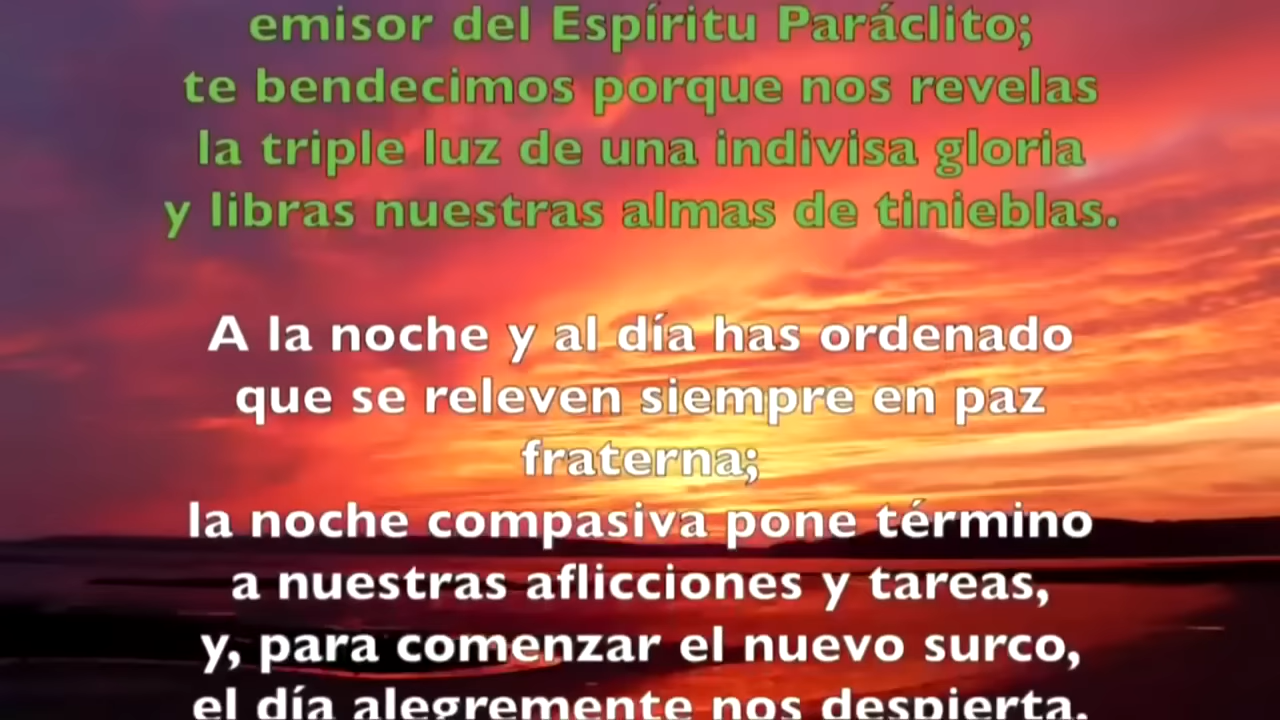 emisor del Espíritu Paráclito;
te bendecimos porque nos revelas
la triple luz de una indivisa gloria
y libras nuestras almas de tinieblas.
A la noche y al día has ordenado
que se releven siempre en paz
fraterna;
la noche compasiva pone término
a nuestras aflicciones y tareas,
y, para comenzar el nuevo surco,
el día alegremente nos despierta.